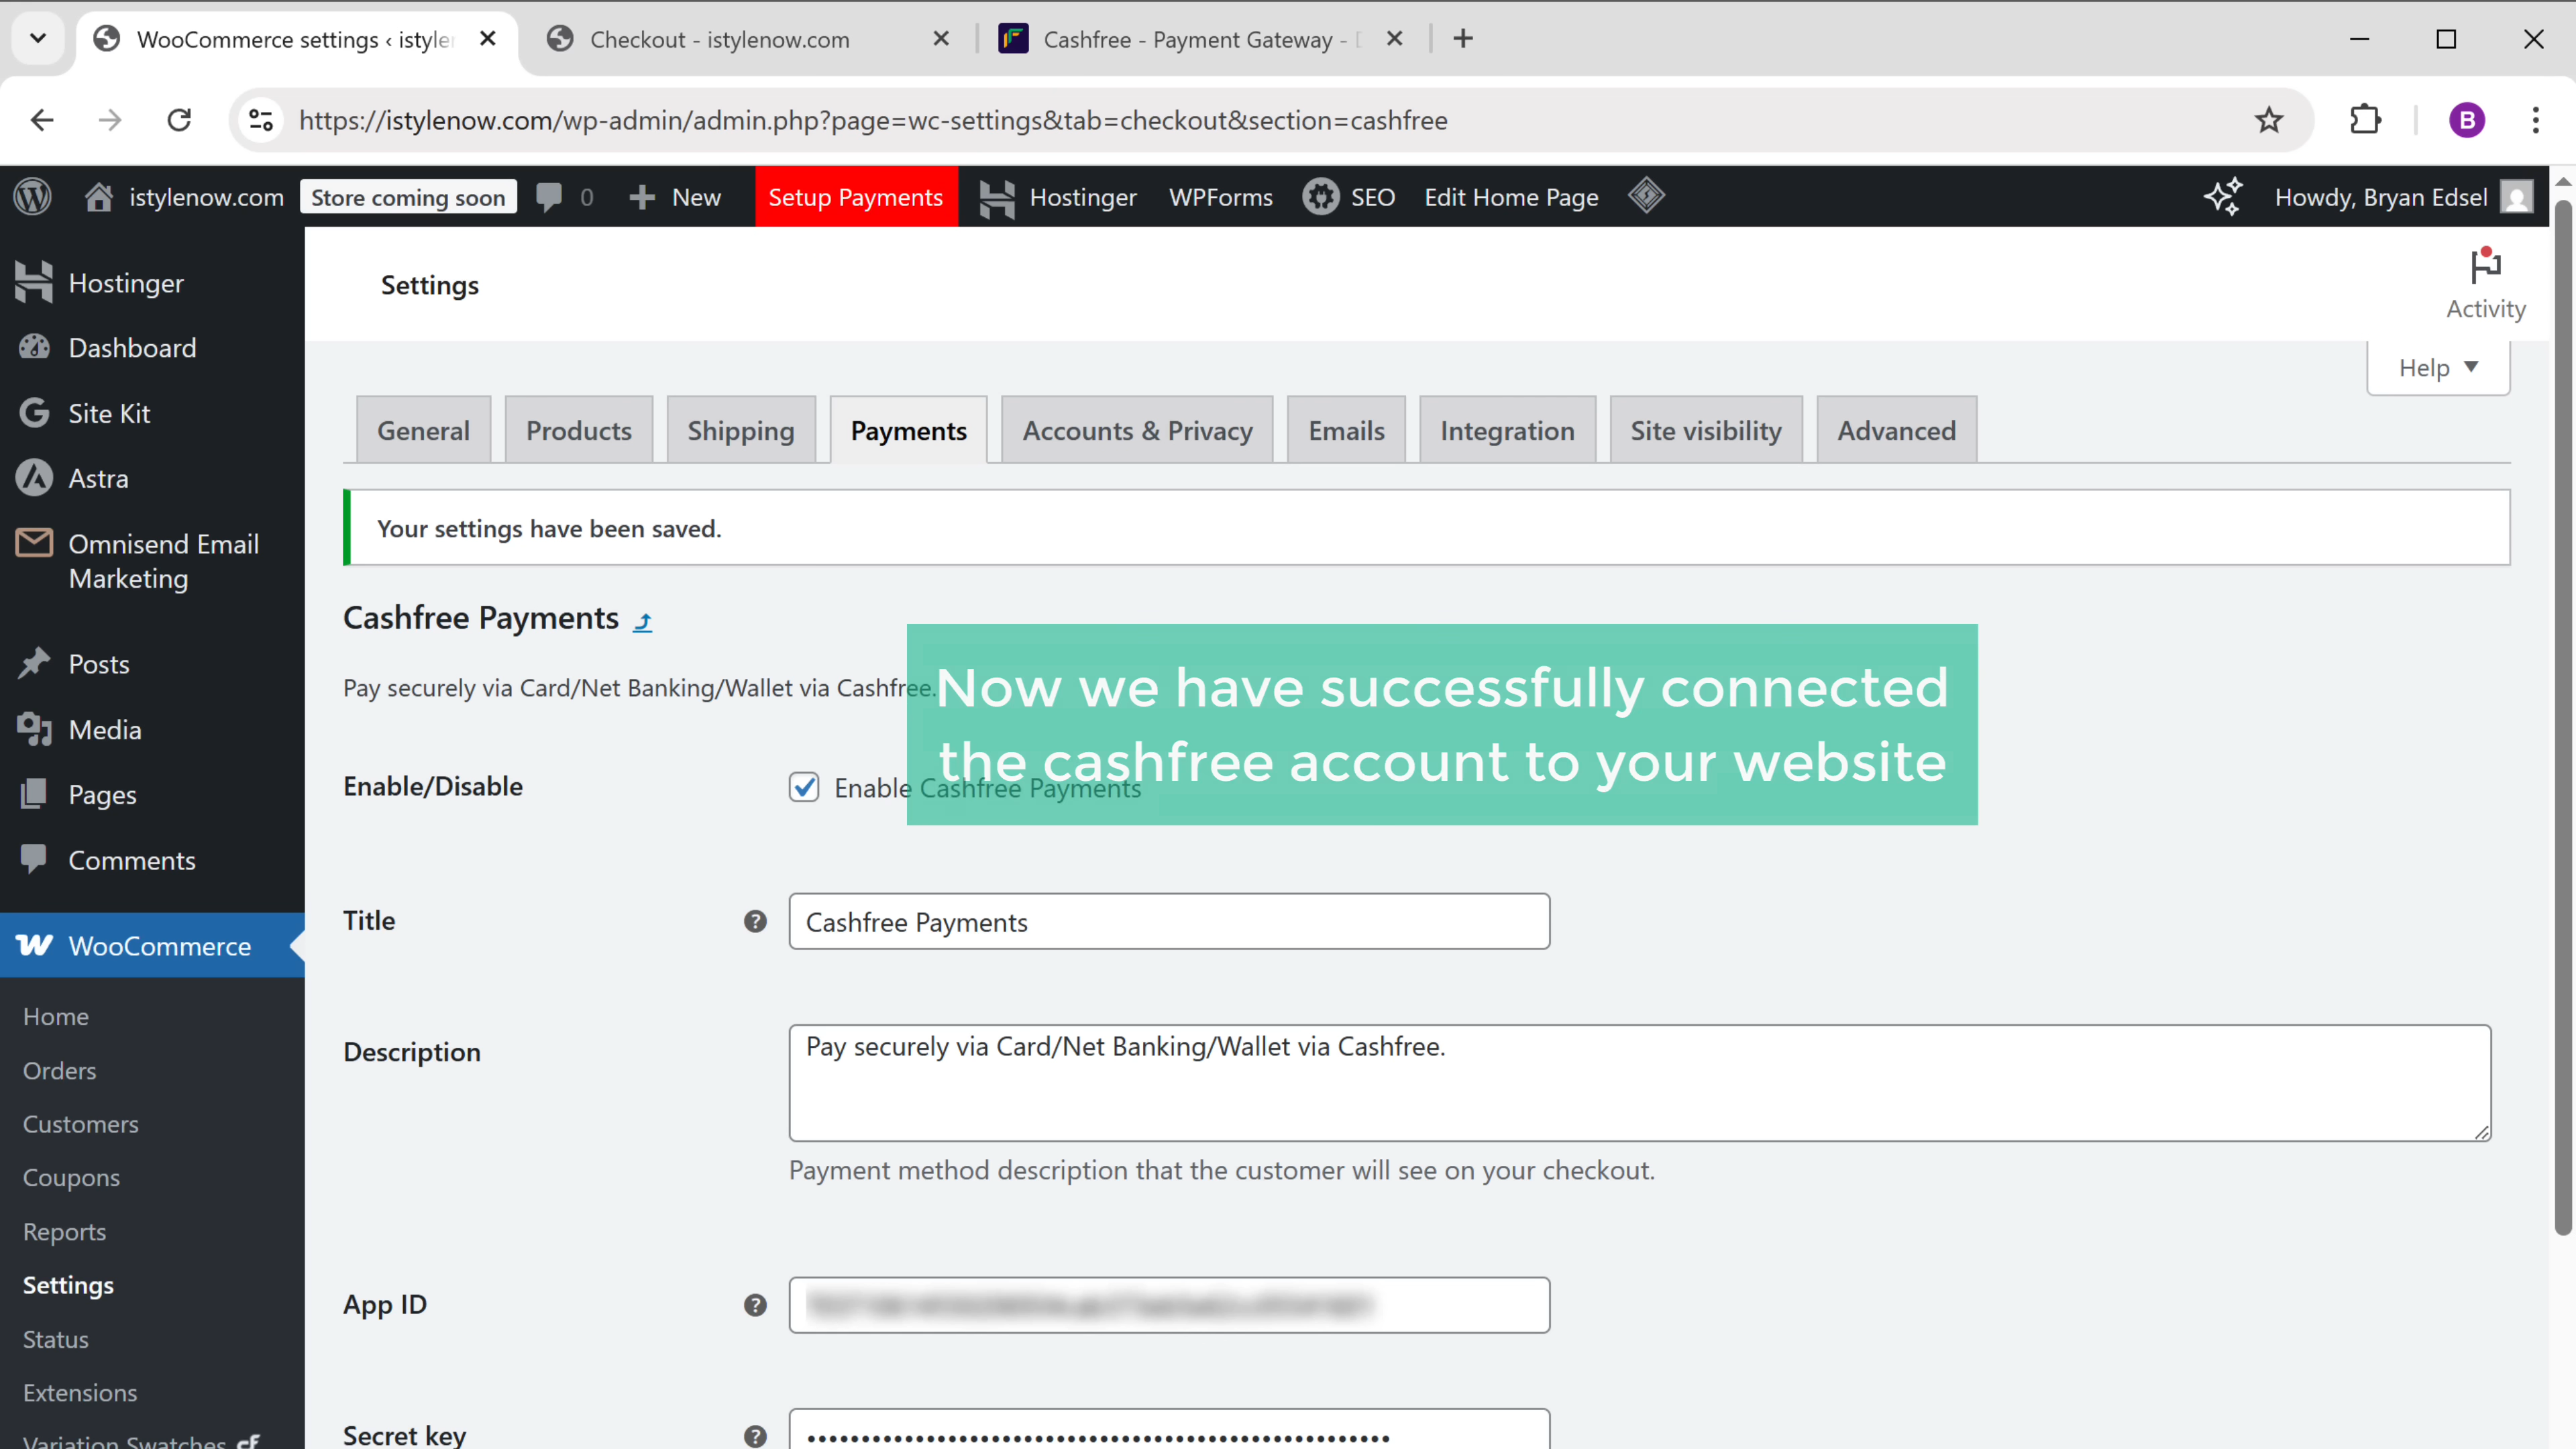 WooCommerce settings ‹ istyle
Checkout - istylenow.com
Cashfree - Payment Gateway -
https://istylenow.com/wp-admin/admin.php?page=wc-settings&tab=checkout&section=cashfree
B
istylenow.com
Store coming soon
0
New
Setup Payments
Hostinger
WPForms
SEO
Edit Home Page
Howdy, Bryan Edsel
Hostinger
Dashboard
Site Kit
Astra
Omnisend Email
Marketing
Posts
Media
Pages
Comments
WooCommerce
Home
Orders
Customers
Coupons
Reports
Settings
Status
Extensions
Variation Swatches
Settings
Activity
Help
General
Products
Shipping
Payments
Accounts & Privacy
Emails
Integration
Site visibility
Advanced
Your settings have been saved.
Cashfree Payments
Pay securely via Card/Net Banking/Wallet via Cashfree.
Now we have successfully connected
the cashfree account to your website
Enable/Disable
Enable Cashfree Payments
Title
Cashfree Payments
Description
Pay securely via Card/Net Banking/Wallet via Cashfree.
Payment method description that the customer will see on your checkout.
App ID
Secret key